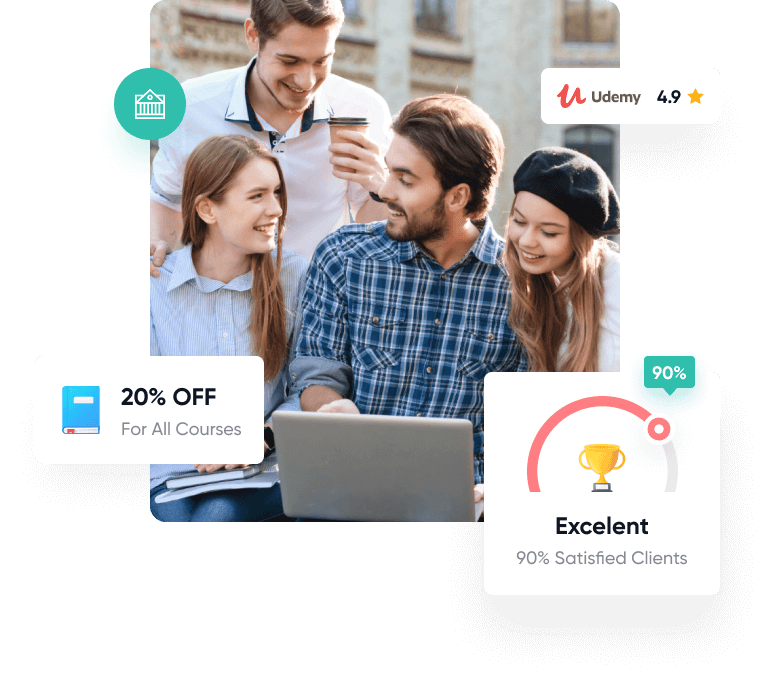 Udemy 4.9
20% OFF
For All Courses
90%
Excelent
90% Satisfied Clients